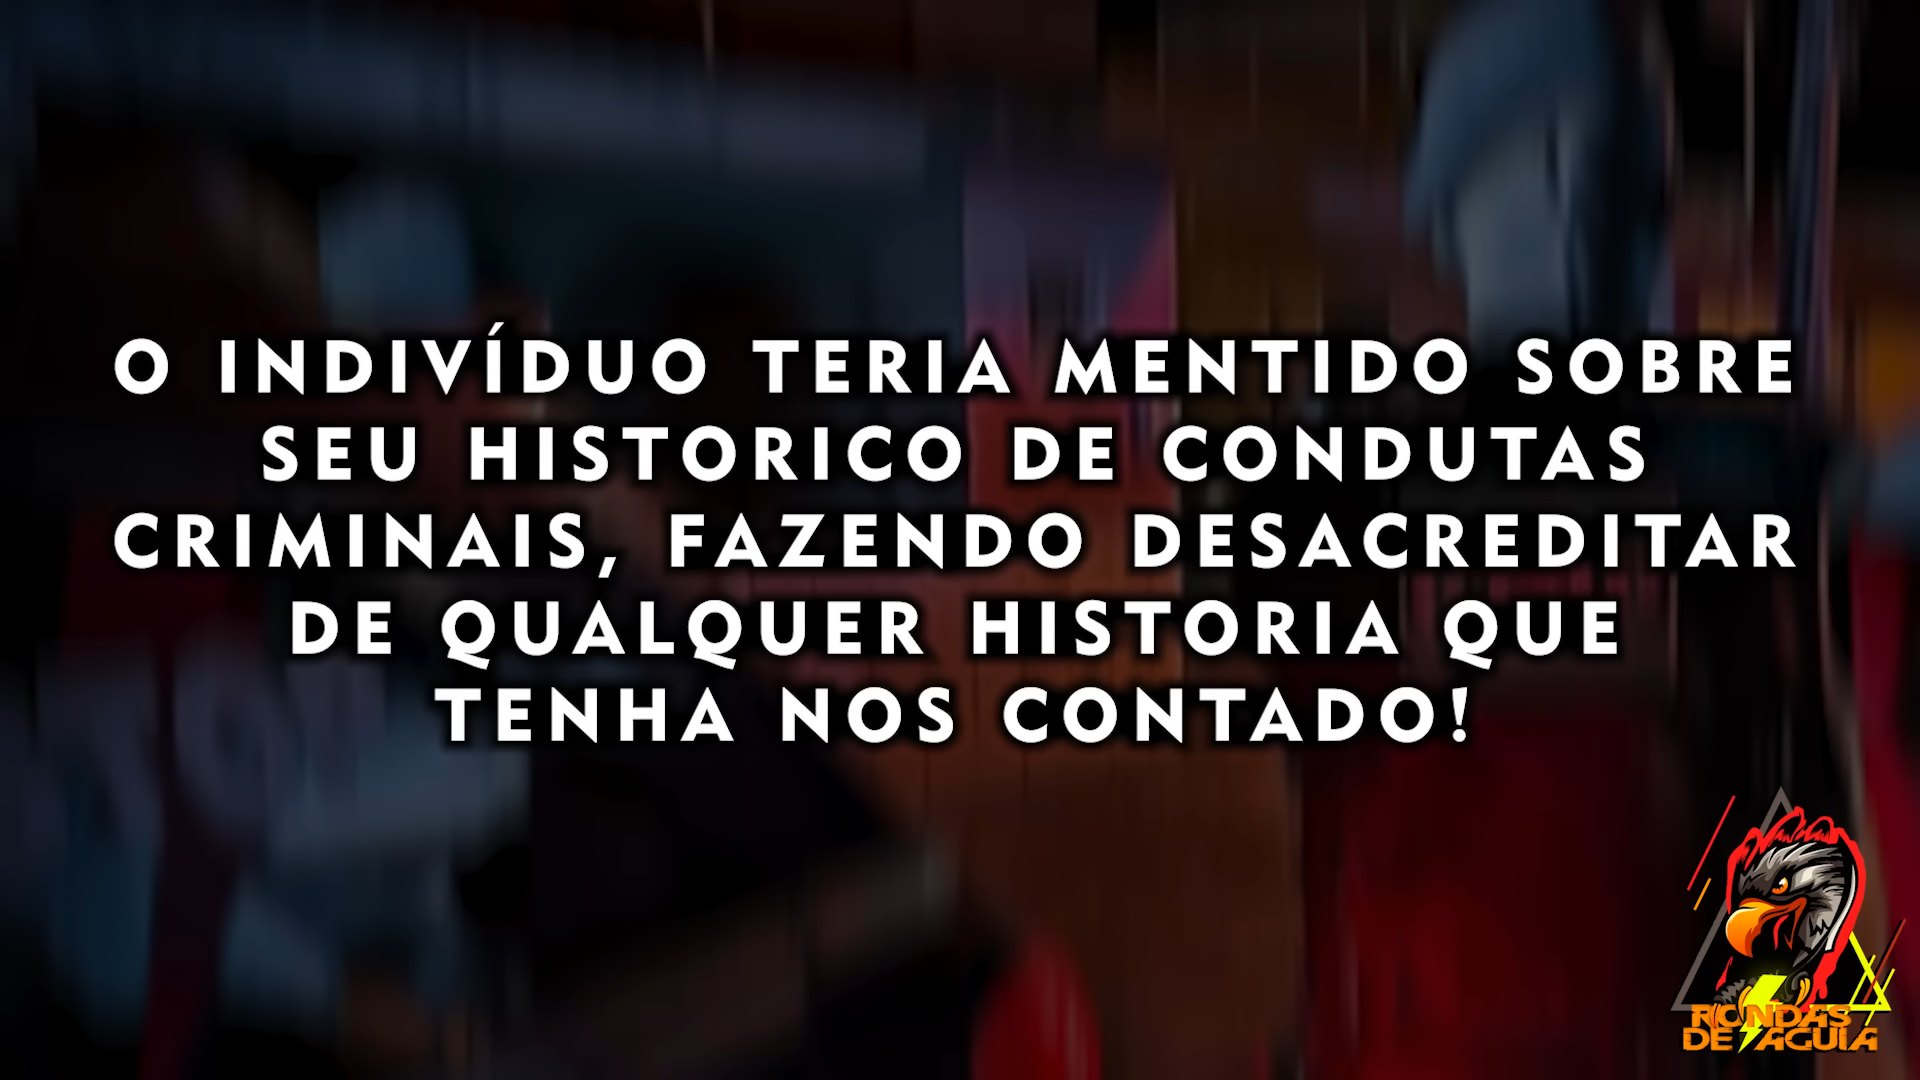 O INDIVÍDUO TERIA MENTIDO SOBRE
SEU HISTORICO DE CONDUTAS
CRIMINAIS, FAZENDO DESACREDITAR
DE QUALQUER HISTORIA QUE
TENHA NOS CONTADO!
RONDAS
DE AGUIA